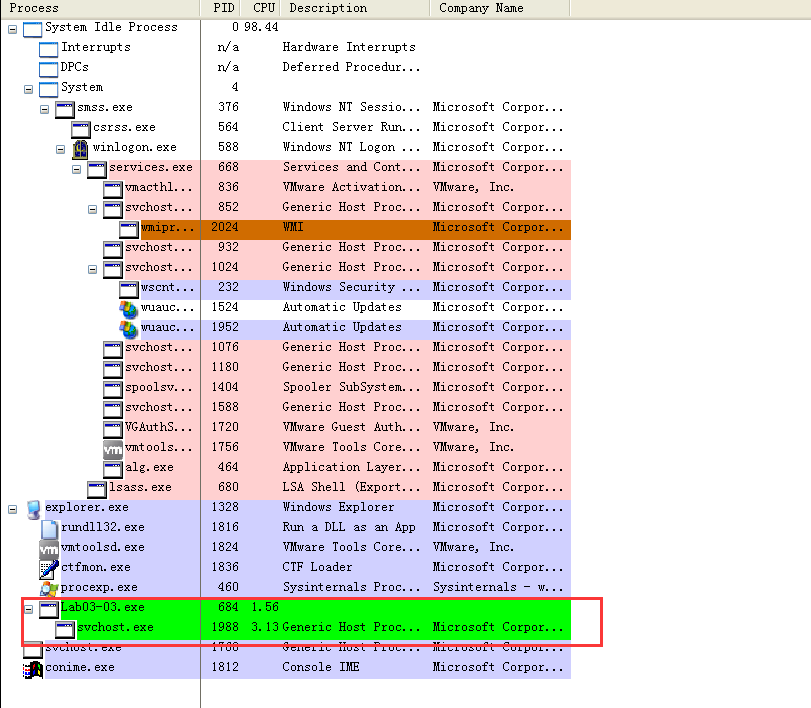 Process PID CPU Description Company Name
System Idle Process 0 98.44
Interrupts n/a Hardware Interrupts
DPCs n/a Deferred Procedur...
System 4
smss.exe 376 Windows NT Sessio... Microsoft Corpor...
csrss.exe 564 Client Server Run... Microsoft Corpor...
winlogon.exe 588 Windows NT Logon ... Microsoft Corpor...
services.exe 668 Services and Cont... Microsoft Corpor...
vmacthl... 836 VMware Activation... VMware, Inc.
svchost... 852 Generic Host Proc... Microsoft Corpor...
wmipr... 2024 WMI Microsoft Corpor...
svchost... 932 Generic Host Proc... Microsoft Corpor...
svchost... 1024 Generic Host Proc... Microsoft Corpor...
wscnt... 232 Windows Security ... Microsoft Corpor...
wuauc... 1524 Automatic Updates Microsoft Corpor...
wuauc... 1952 Automatic Updates Microsoft Corpor...
svchost... 1076 Generic Host Proc... Microsoft Corpor...
svchost... 1180 Generic Host Proc... Microsoft Corpor...
spoolsv... 1404 Spooler SubSystem... Microsoft Corpor...
svchost... 1588 Generic Host Proc... Microsoft Corpor...
VGAuthS... 1720 VMware Guest Auth... VMware, Inc.
vm vmtools... 1756 VMware Tools Core... VMware, Inc.
alg.exe 464 Application Layer... Microsoft Corpor...
lsass.exe 680 LSA Shell (Export... Microsoft Corpor...
explorer.exe 1328 Windows Explorer Microsoft Corpor...
rundll32.exe 1816 Run a DLL as an App Microsoft Corpor...
vm vmtoolsd.exe 1824 VMware Tools Core... VMware, Inc.
ctfmon.exe 1836 CTF Loader Microsoft Corpor...
procexp.exe 460 Sysinternals Proc... Sysinternals - w...
Lab03-03.exe 684 1.56
svchost.exe 1988 3.13 Generic Host Proc... Microsoft Corpor...
svchost.exe Generic Host Proc... Microsoft Corpor...
conime.exe 1812 Console IME Microsoft Corpor...